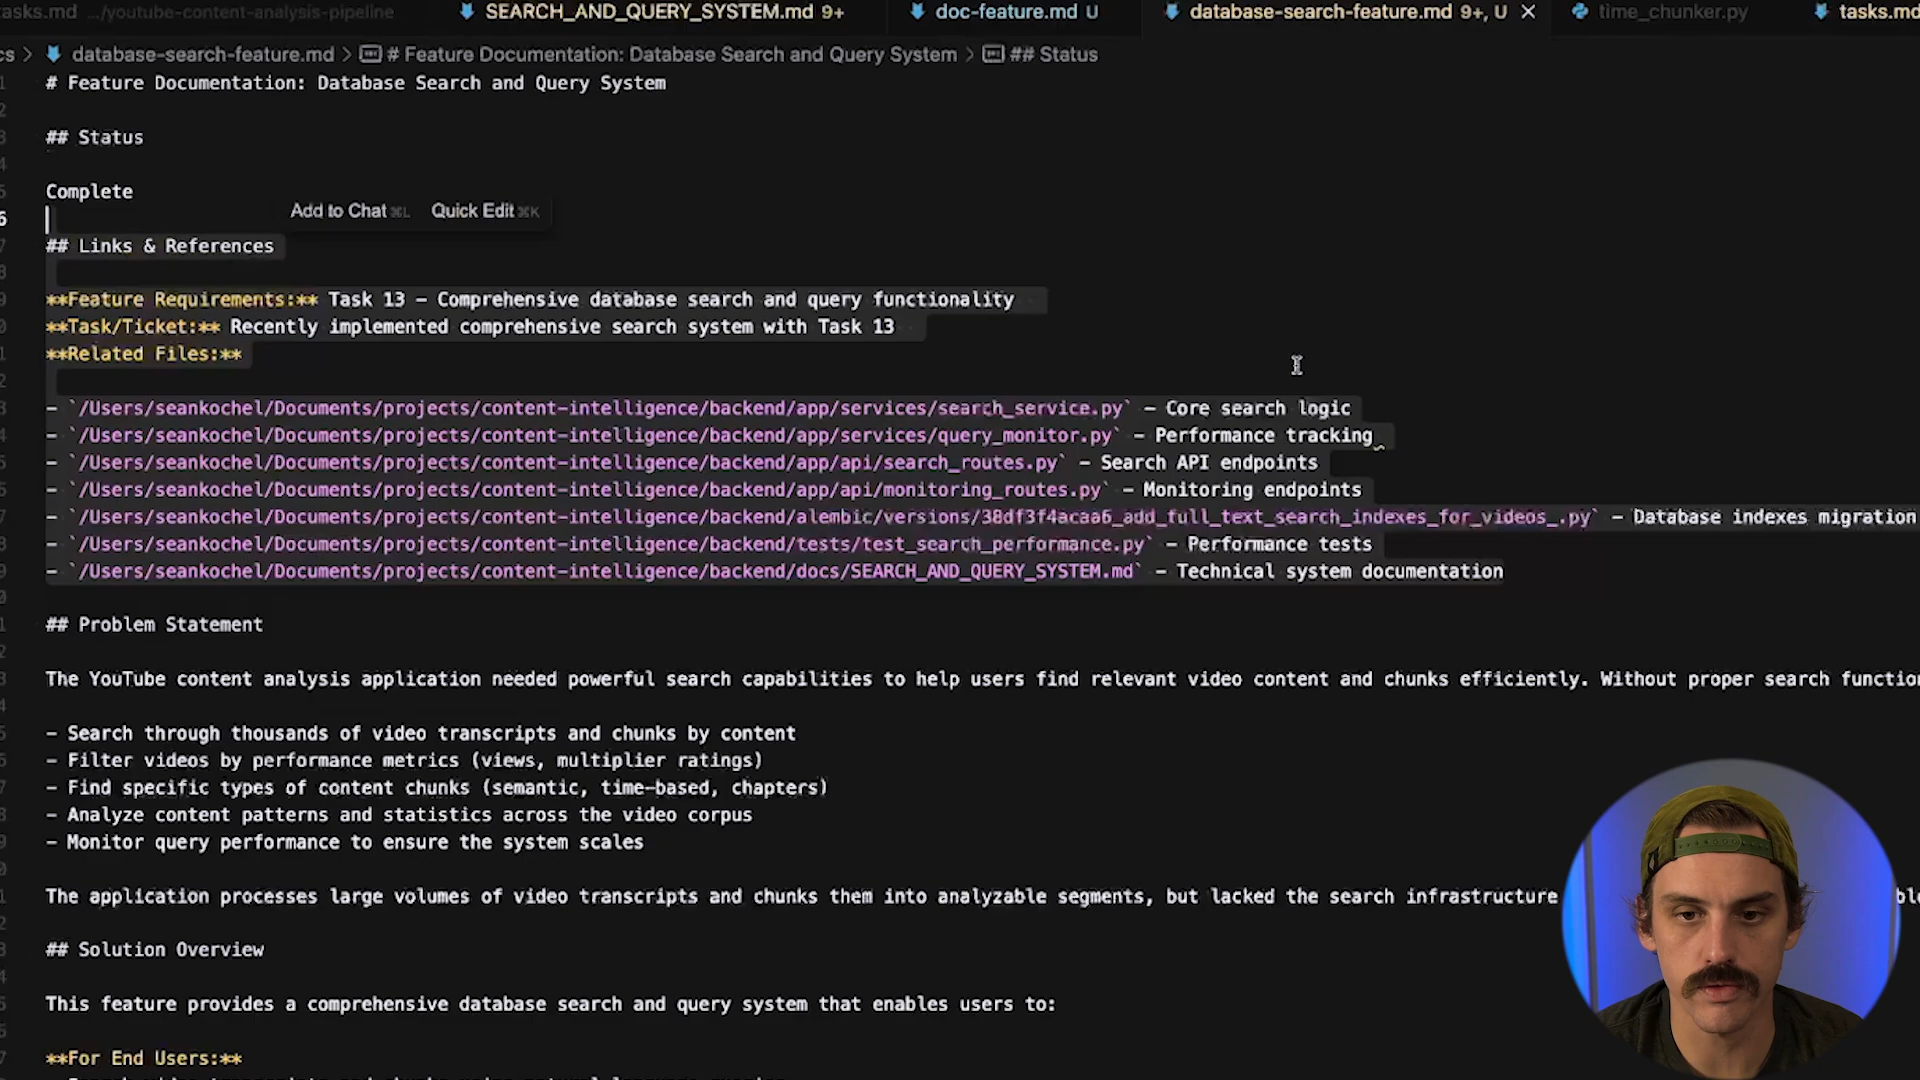 tasks.md .../youtube-content-analysis-pipeline SEARCH_AND_QUERY_SYSTEM.md 9+ doc-feature.md U database-search-feature.md 9+, U time_chunker.py tasks.md
cs > database-search-feature.md > # Feature Documentation: Database Search and Query System > ## Status
# Feature Documentation: Database Search and Query System
## Status
Complete
Add to Chat ⌘L Quick Edit ⌘K
6
## Links & References
**Feature Requirements:** Task 13 – Comprehensive database search and query functionality
**Task/Ticket:** Recently implemented comprehensive search system with Task 13
**Related Files:**
- `/Users/seankochel/Documents/projects/content-intelligence/backend/app/services/search_service.py` – Core search logic
- `/Users/seankochel/Documents/projects/content-intelligence/backend/app/services/query_monitor.py` – Performance tracking
- `/Users/seankochel/Documents/projects/content-intelligence/backend/app/api/search_routes.py` – Search API endpoints
- `/Users/seankochel/Documents/projects/content-intelligence/backend/app/api/monitoring_routes.py` – Monitoring endpoints
- `/Users/seankochel/Documents/projects/content-intelligence/backend/alembic/versions/38df3f4acaa6_add_full_text_search_indexes_for_videos_.py` – Database indexes migration
- `/Users/seankochel/Documents/projects/content-intelligence/backend/tests/test_search_performance.py` – Performance tests
- `/Users/seankochel/Documents/projects/content-intelligence/backend/docs/SEARCH_AND_QUERY_SYSTEM.md` – Technical system documentation
## Problem Statement
The YouTube content analysis application needed powerful search capabilities to help users find relevant video content and chunks efficiently. Without proper search function
- Search through thousands of video transcripts and chunks by content
- Filter videos by performance metrics (views, multiplier ratings)
- Find specific types of content chunks (semantic, time-based, chapters)
- Analyze content patterns and statistics across the video corpus
- Monitor query performance to ensure the system scales
The application processes large volumes of video transcripts and chunks them into analyzable segments, but lacked the search infrastructure
## Solution Overview
This feature provides a comprehensive database search and query system that enables users to:
**For End Users:**